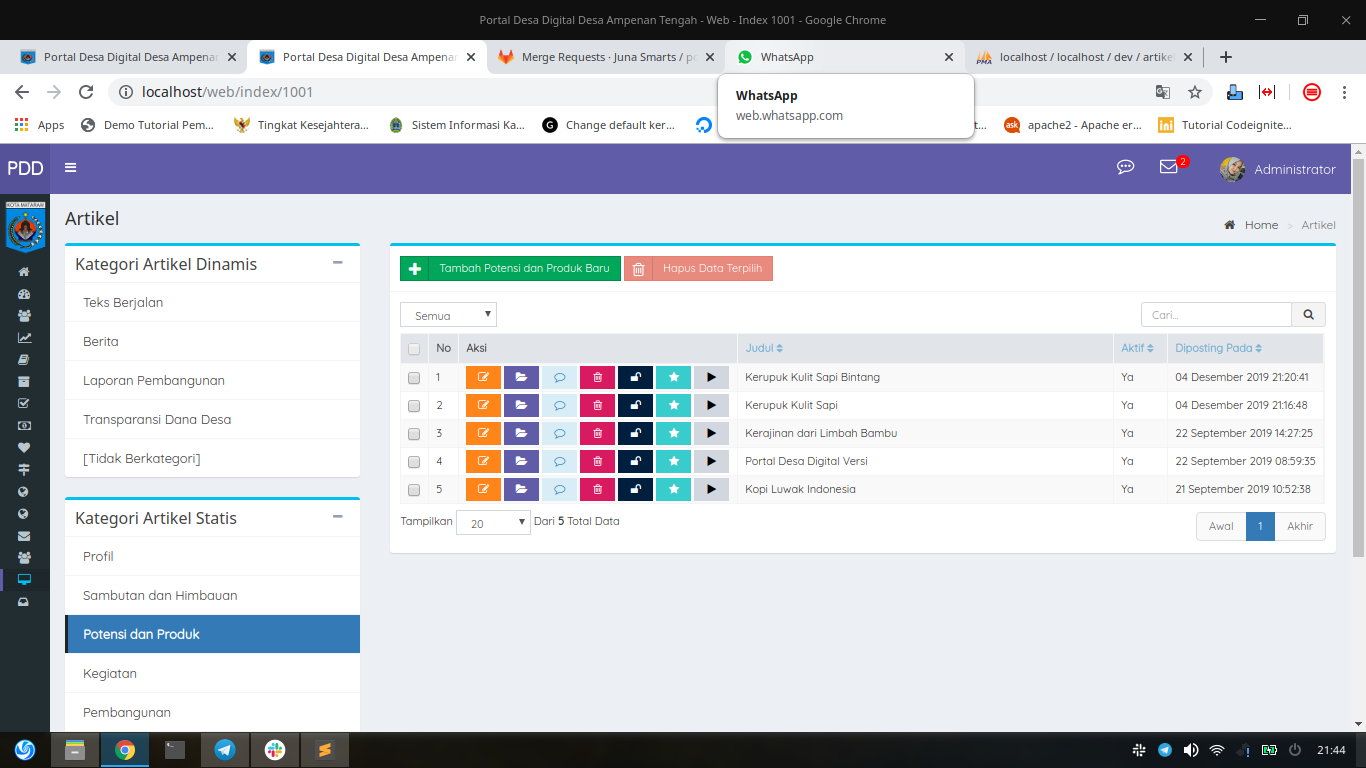 Portal Desa Digital Desa Ampenan Tengah - Web - Index 1001 - Google Chrome
Portal Desa Digital Desa Ampenan
Portal Desa Digital Desa Ampenan
Merge Requests · Juna Smarts / po
WhatsApp
localhost / localhost / dev / artikel
localhost/web/index/1001
WhatsApp
web.whatsapp.com
Apps
Demo Tutorial Pem...
Tingkat Kesejahtera...
Sistem Informasi Ka...
Change default ker...
t...
apache2 - Apache er...
Tutorial Codeignite...
PDD
2
Administrator
KOTA MATARAM
Artikel
Home > Artikel
Kategori Artikel Dinamis
Teks Berjalan
Berita
Laporan Pembangunan
Transparansi Dana Desa
[Tidak Berkategori]
Kategori Artikel Statis
Profil
Sambutan dan Himbauan
Potensi dan Produk
Kegiatan
Pembangunan
Tambah Potensi dan Produk Baru
Hapus Data Terpilih
Semua
Cari...
No Aksi Judul Aktif Diposting Pada
1 Kerupuk Kulit Sapi Bintang Ya 04 Desember 2019 21:20:41
2 Kerupuk Kulit Sapi Ya 04 Desember 2019 21:16:48
3 Kerajinan dari Limbah Bambu Ya 22 September 2019 14:27:25
4 Portal Desa Digital Versi Ya 22 September 2019 08:59:35
5 Kopi Luwak Indonesia Ya 21 September 2019 10:52:38
Tampilkan 20 Dari 5 Total Data
Awal 1 Akhir
21:44